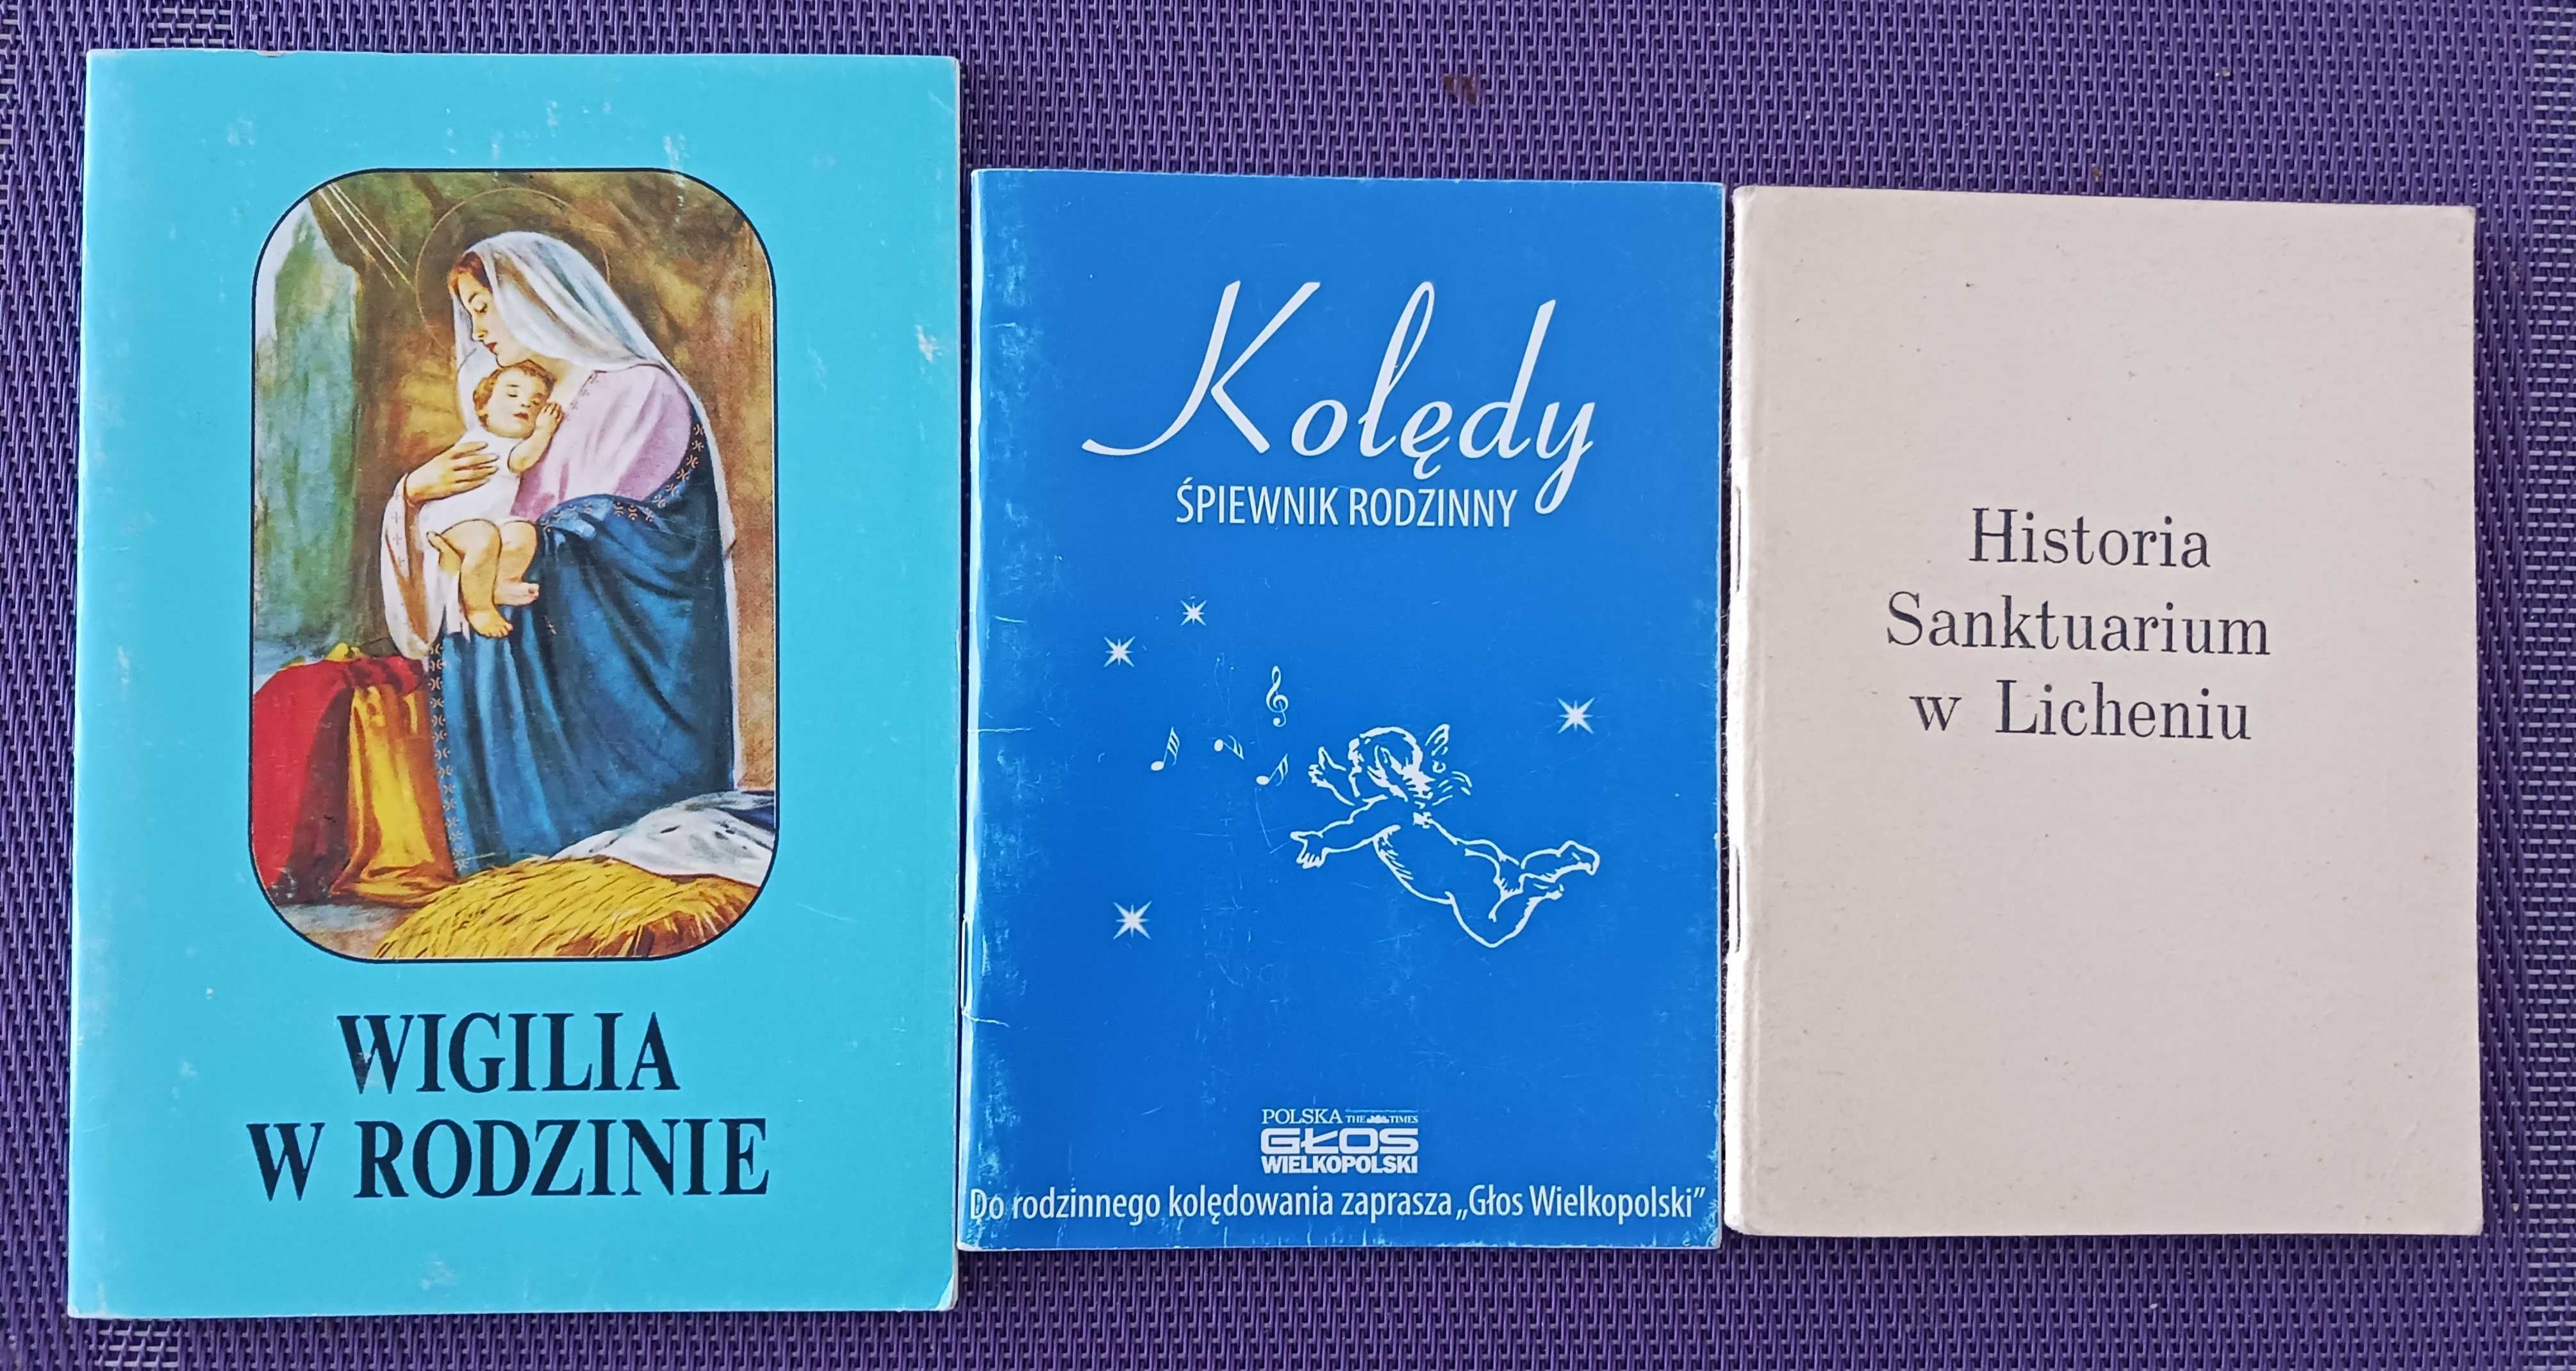 WIGILIA
W RODZINIE
Kolędy
ŚPIEWNIK RODZINNY
POLSKA THE TIMES
GŁOS
WIELKOPOLSKI
Do rodzinnego kolędowania zaprasza „Głos Wielkopolski”
Historia
Sanktuarium
w Licheniu